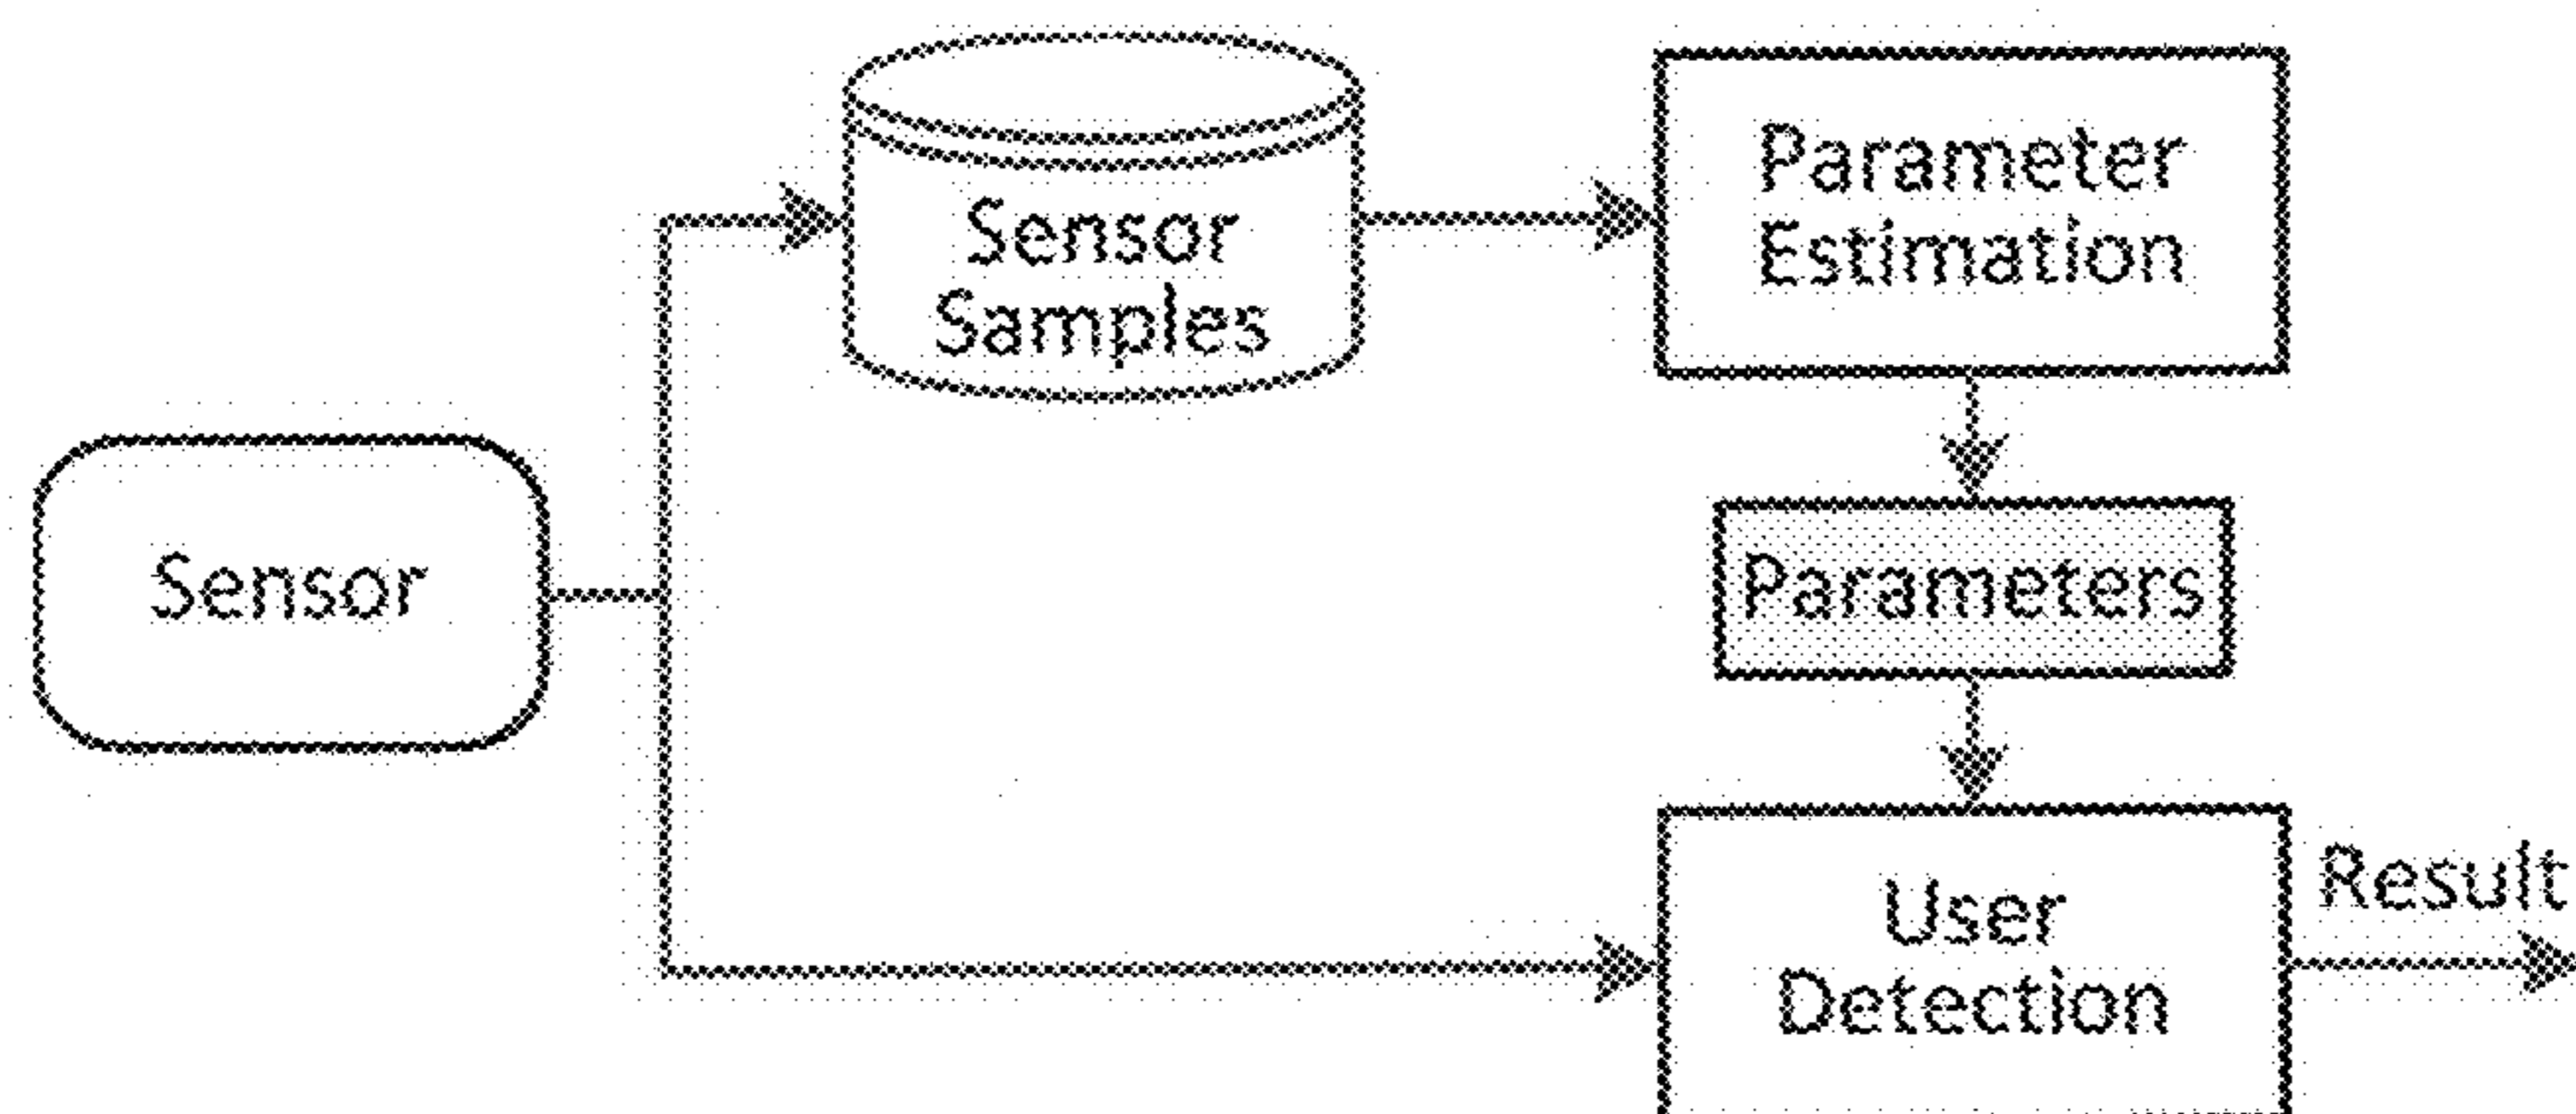 Sensor
Samples
Parameter
Estimation
Sensor
Parameters
User
Detection
Result